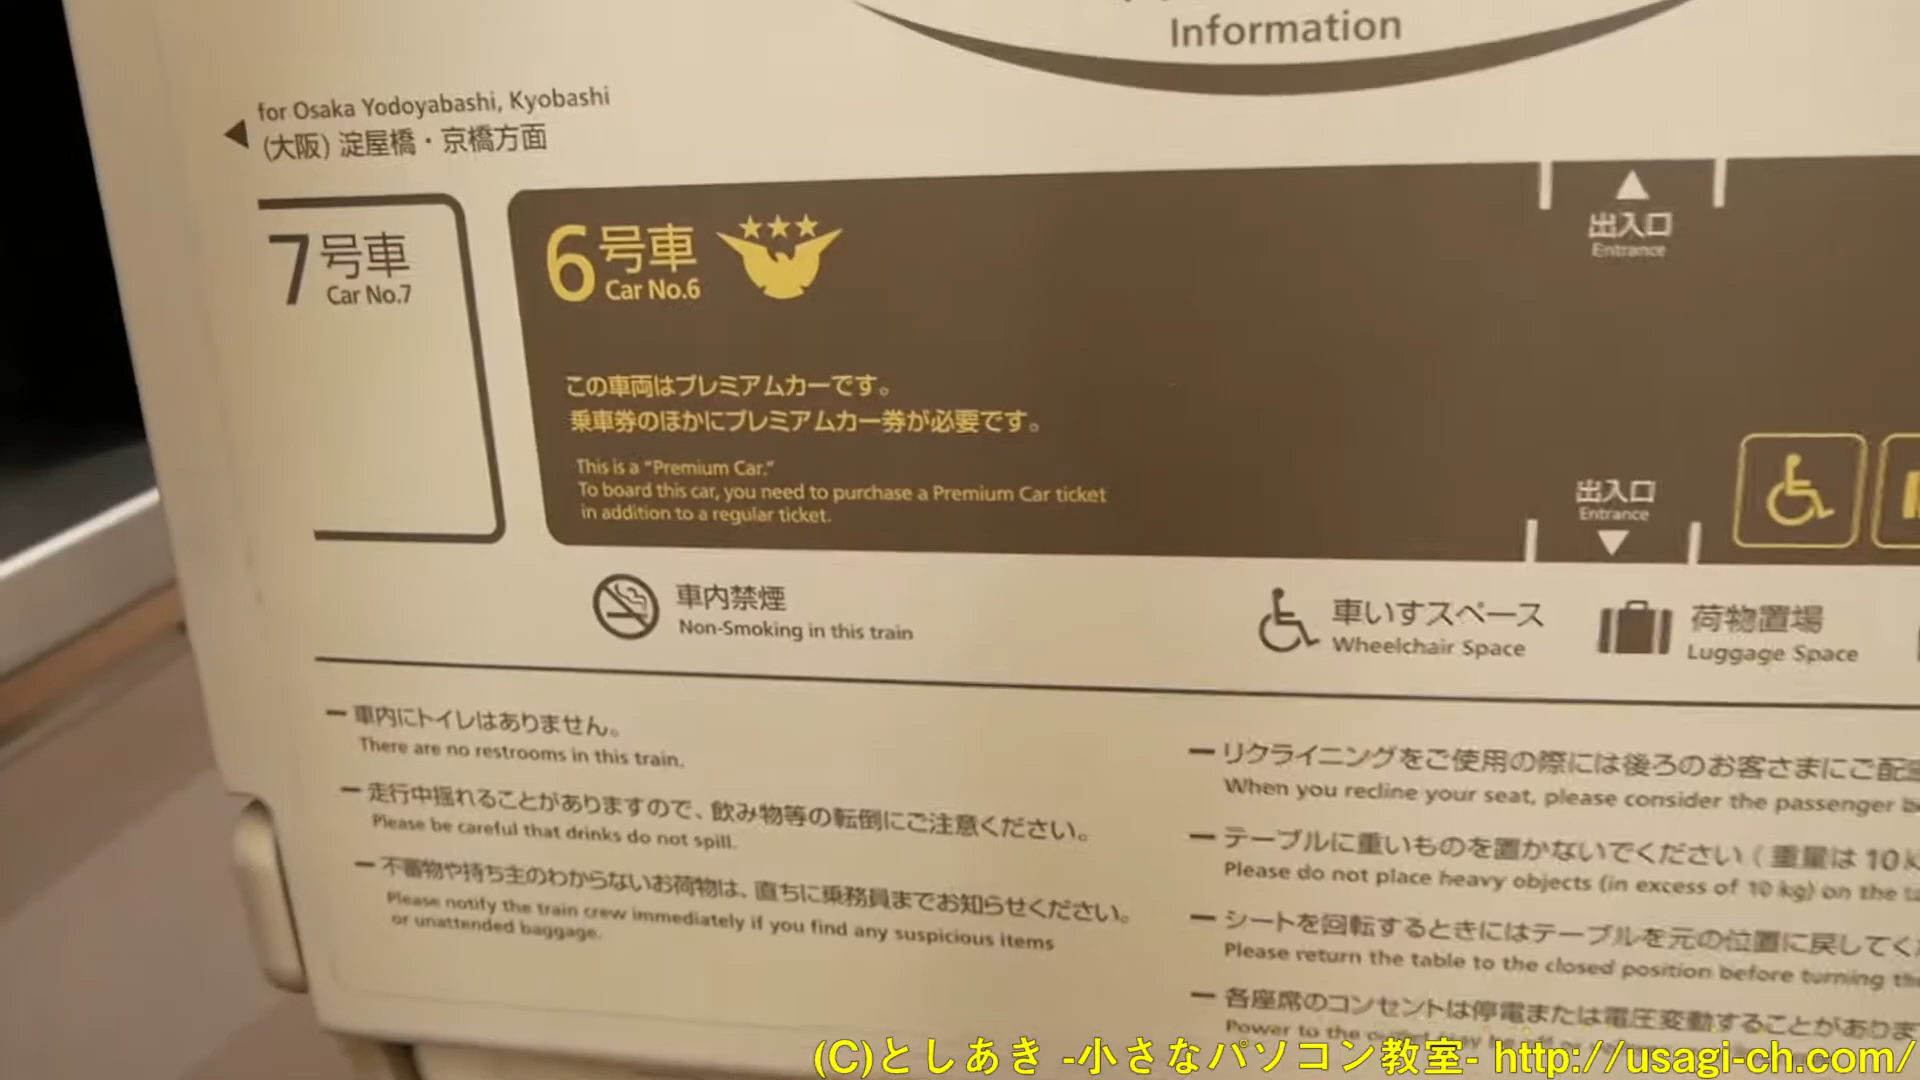 Information
for Osaka Yodoyabashi, Kyobashi
(大阪) 淀屋橋・京橋方面
7号車
Car No.7
6号車
Car No.6
出入口
Entrance
この車両はプレミアムカーです。
乗車券のほかにプレミアムカー券が必要です。
This is a "Premium Car."
To board this car, you need to purchase a Premium Car ticket
in addition to a regular ticket.
出入口
Entrance
車内禁煙
Non-Smoking in this train
車いすスペース
Wheelchair Space
荷物置場
Luggage Space
ー 車内にトイレはありません。
There are no restrooms in this train.
ー 走行中揺れることがありますので、飲み物等の転倒にご注意ください。
Please be careful that drinks do not spill.
ー 不審物や持ち主のわからないお荷物は、直ちに乗務員までお知らせください。
Please notify the train crew immediately if you find any suspicious items
or unattended baggage.
ー リクライニングをご使用の際には後ろのお客さまにご配
When you recline your seat, please consider the passenger
ー テーブルに重いものを置かないでください（重量は10
Please do not place heavy objects (in excess of 10 kg) on the
ー シートを回転するときにはテーブルを元の位置に戻してく
Please return the table to the closed position before turning
ー 各座席のコンセントは停電または電圧変動することがありま
Power to the
(C)としあき -小さなパソコン教室- http://usagi-ch.com/